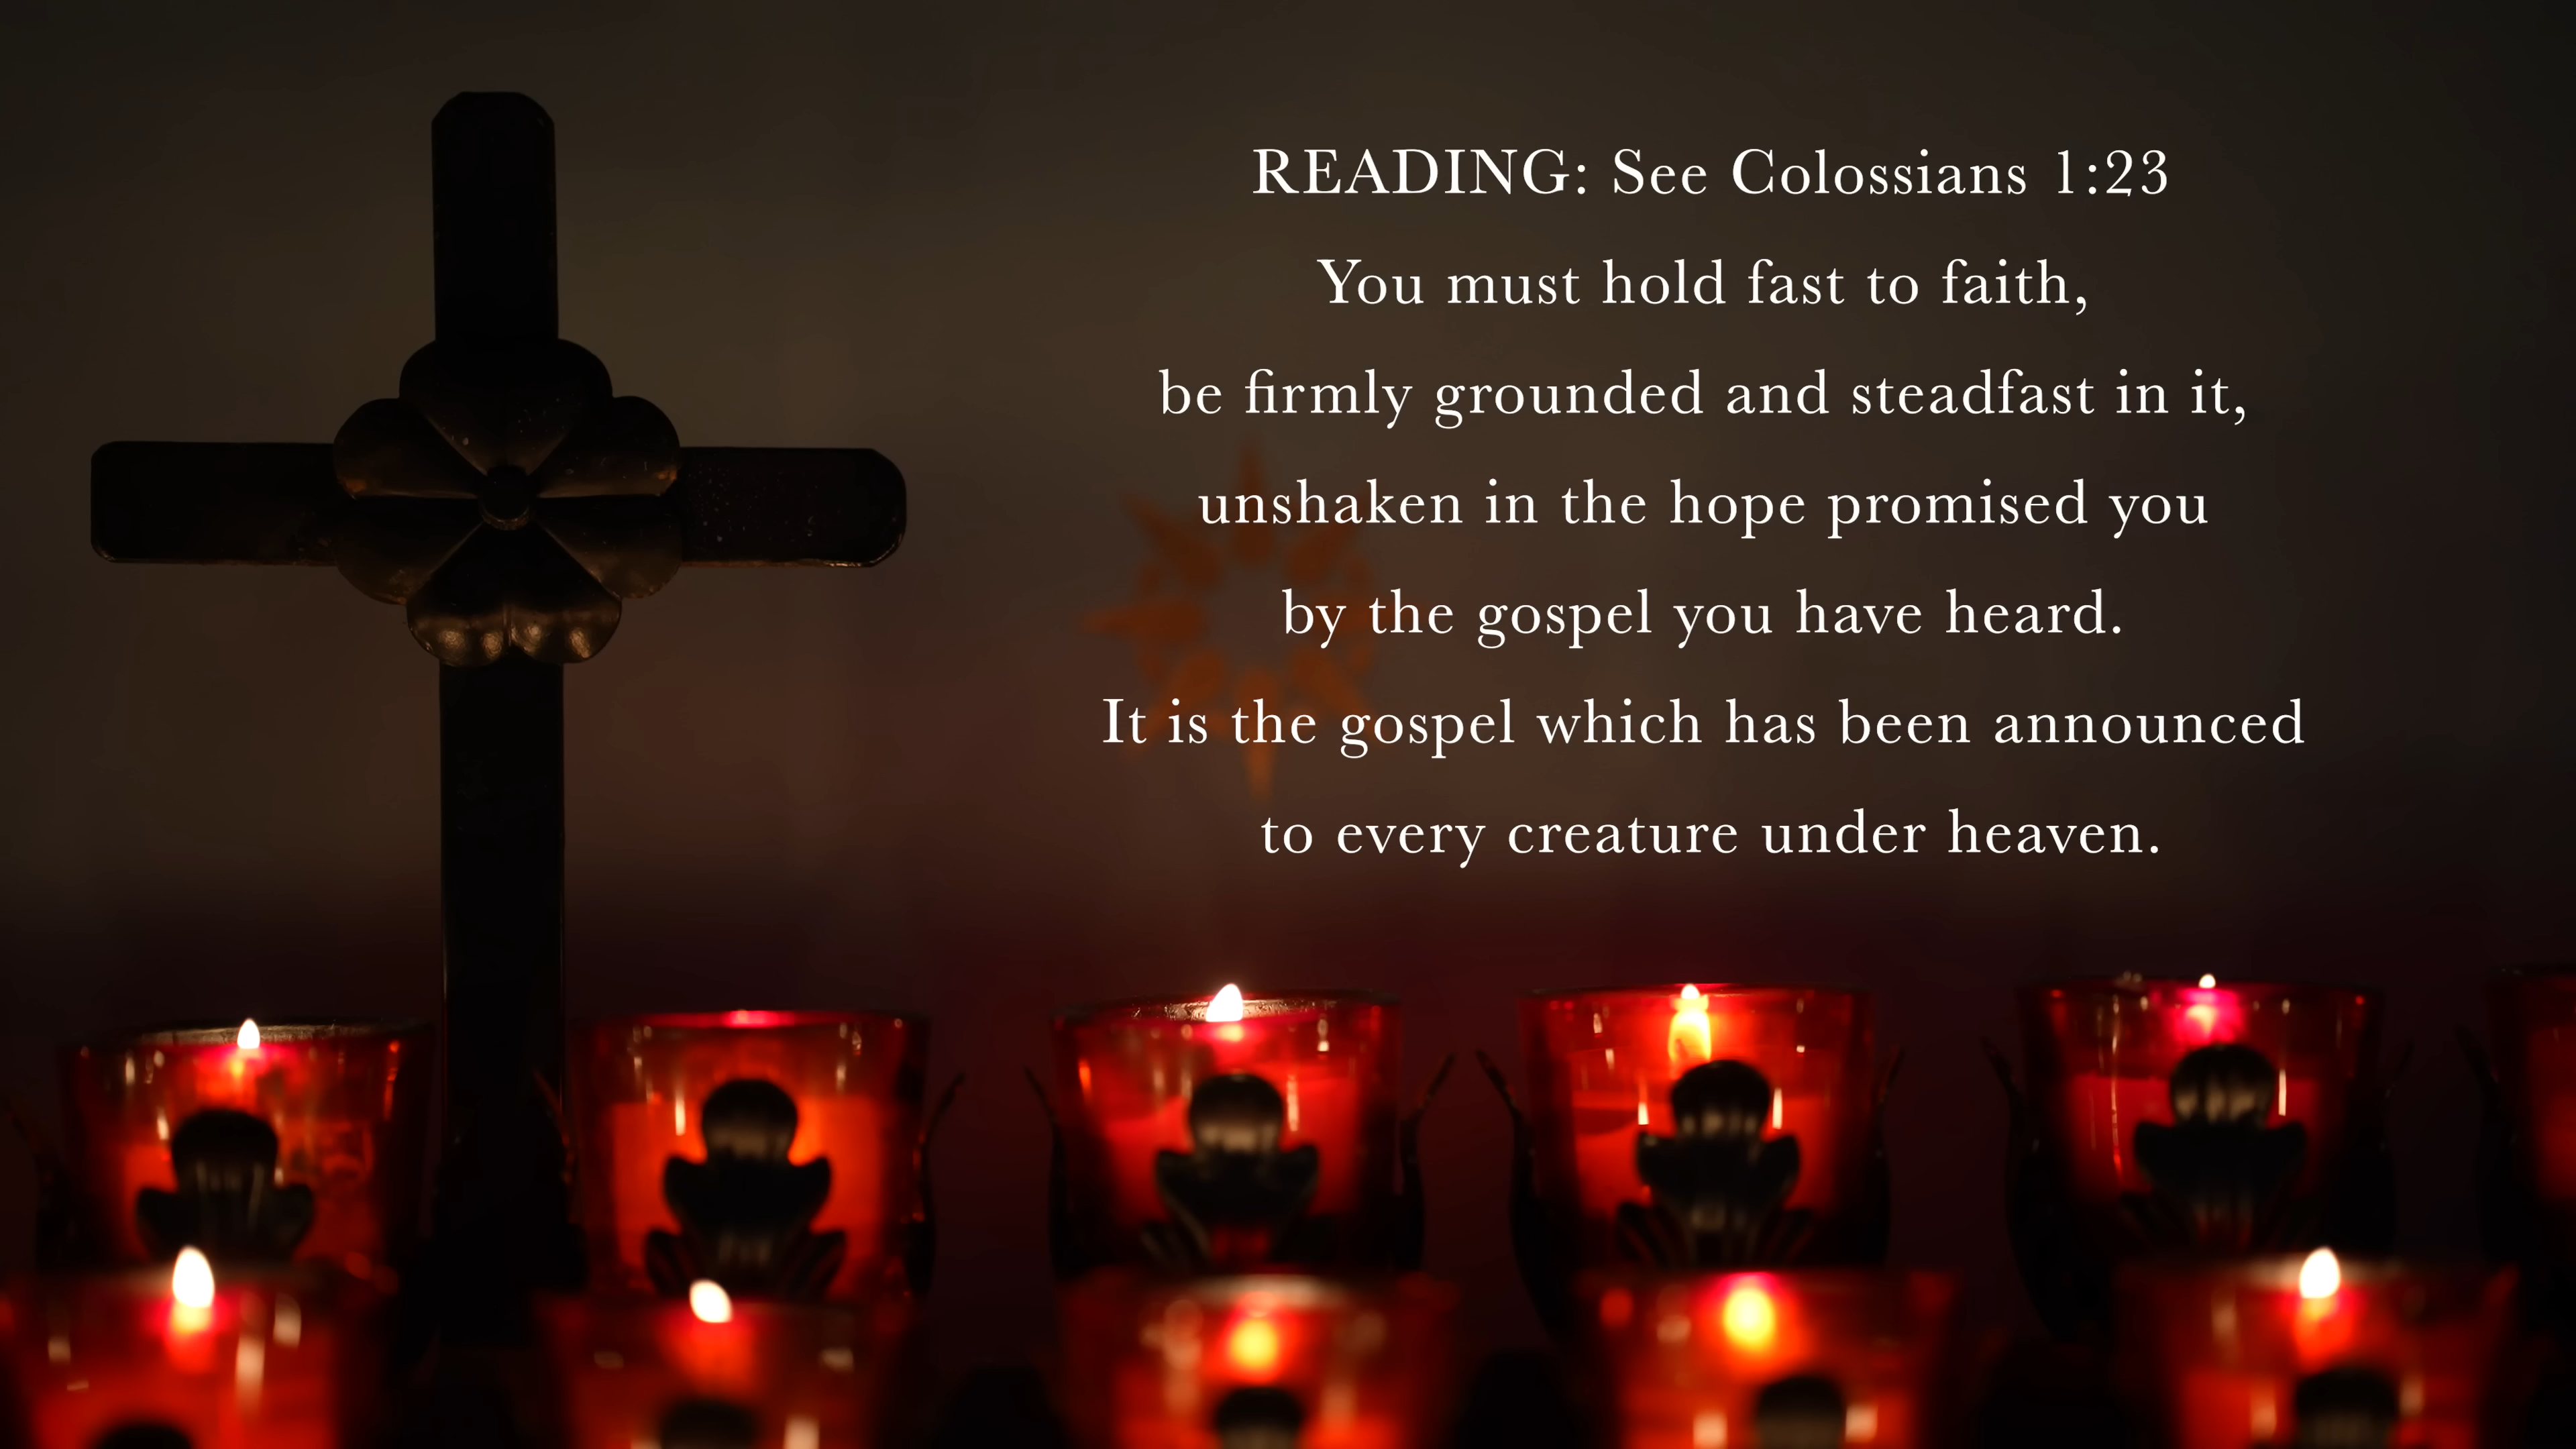 READING: See Colossians 1:23
You must hold fast to faith,
be firmly grounded and steadfast in it,
unshaken in the hope promised you
by the gospel you have heard.
It is the gospel which has been announced
to every creature under heaven.